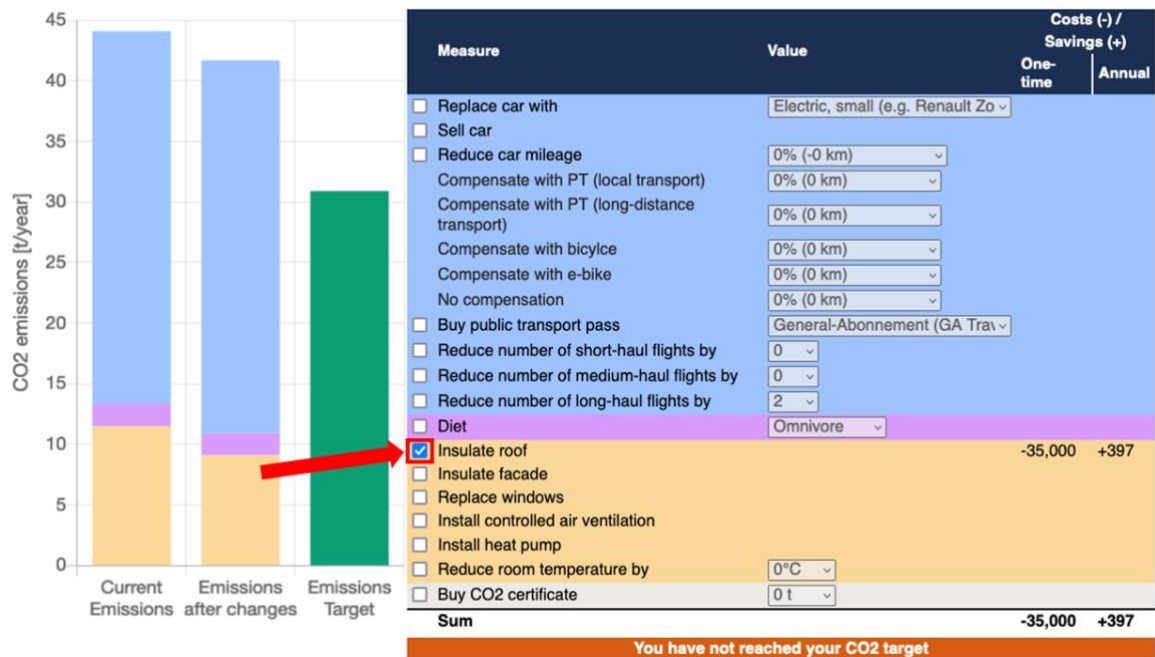 45
40
35
30
25
20
15
10
5
0
CO2 emissions [t/year]
Current
Emissions
Emissions
after changes
Emissions
Target
Measure
Value
Costs (-) /
Savings (+)
One-
time
Annual
Replace car with
Electric, small (e.g. Renault Zo
Sell car
Reduce car mileage
0% (-0 km)
Compensate with PT (local transport)
0% (0 km)
Compensate with PT (long-distance
transport)
0% (0 km)
Compensate with bicylce
0% (0 km)
Compensate with e-bike
0% (0 km)
No compensation
0% (0 km)
Buy public transport pass
General-Abonnement (GA Trav
Reduce number of short-haul flights by
0
Reduce number of medium-haul flights by
0
Reduce number of long-haul flights by
2
Diet
Omnivore
Insulate roof
-35,000
+397
Insulate facade
Replace windows
Install controlled air ventilation
Install heat pump
Reduce room temperature by
0°C
Buy CO2 certificate
0 t
Sum
-35,000
+397
You have not reached your CO2 target